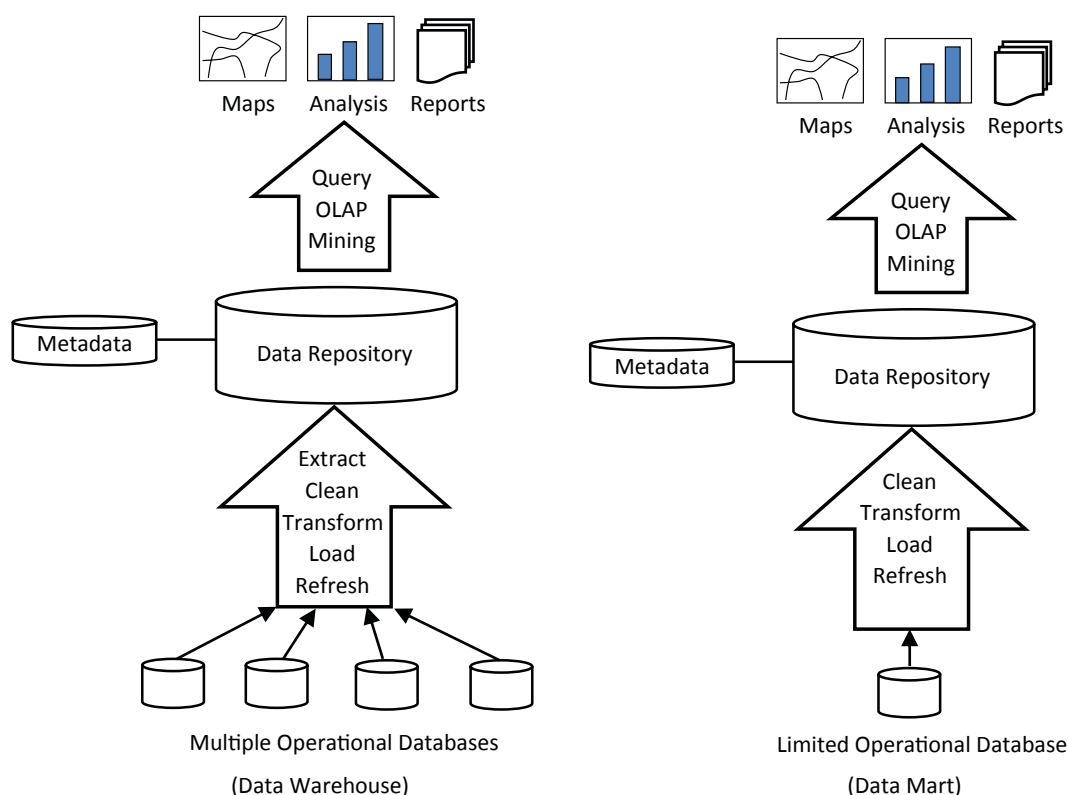 Maps Analysis Reports
Query
OLAP
Mining
Metadata
Data Repository
Extract
Clean
Transform
Load
Refresh
Multiple Operational Databases
(Data Warehouse)
Maps Analysis Reports
Query
OLAP
Mining
Metadata
Data Repository
Clean
Transform
Load
Refresh
Limited Operational Database
(Data Mart)